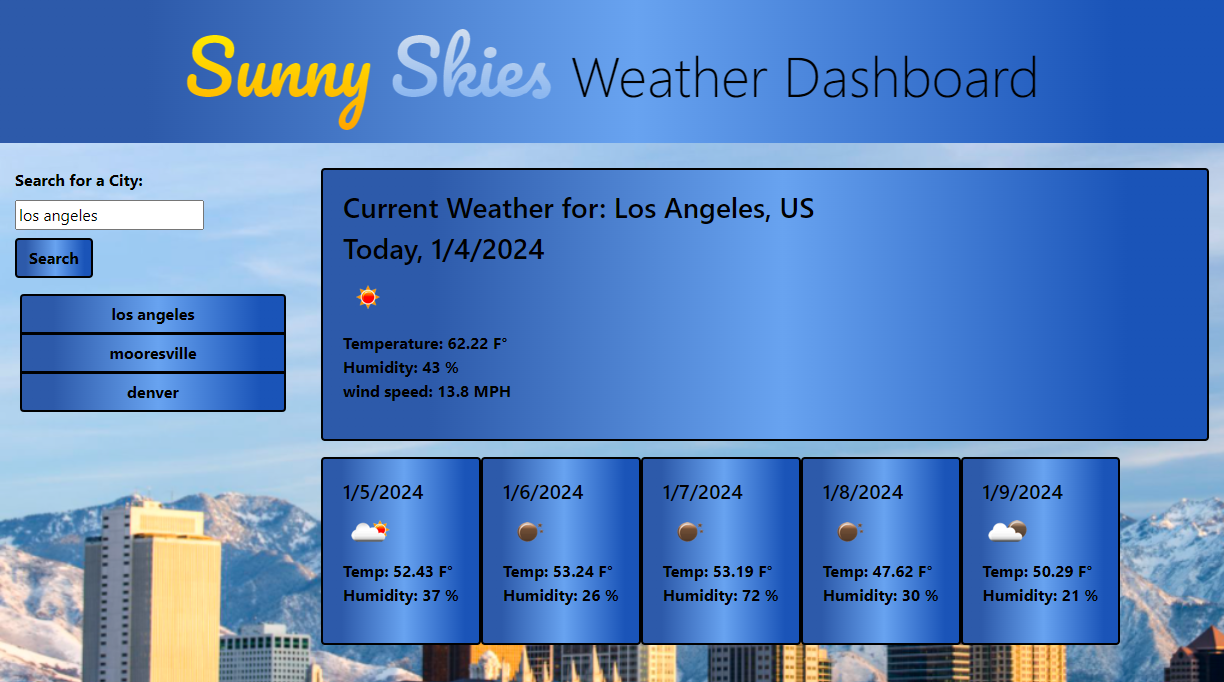 Sunny Skies Weather Dashboard
Search for a City:
los angeles
Search
los angeles
mooresville
denver
Current Weather for: Los Angeles, US
Today, 1/4/2024
Temperature: 62.22 F°
Humidity: 43 %
wind speed: 13.8 MPH
1/5/2024
Temp: 52.43 F°
Humidity: 37 %
1/6/2024
Temp: 53.24 F°
Humidity: 26 %
1/7/2024
Temp: 53.19 F°
Humidity: 72 %
1/8/2024
Temp: 47.62 F°
Humidity: 30 %
1/9/2024
Temp: 50.29 F°
Humidity: 21 %